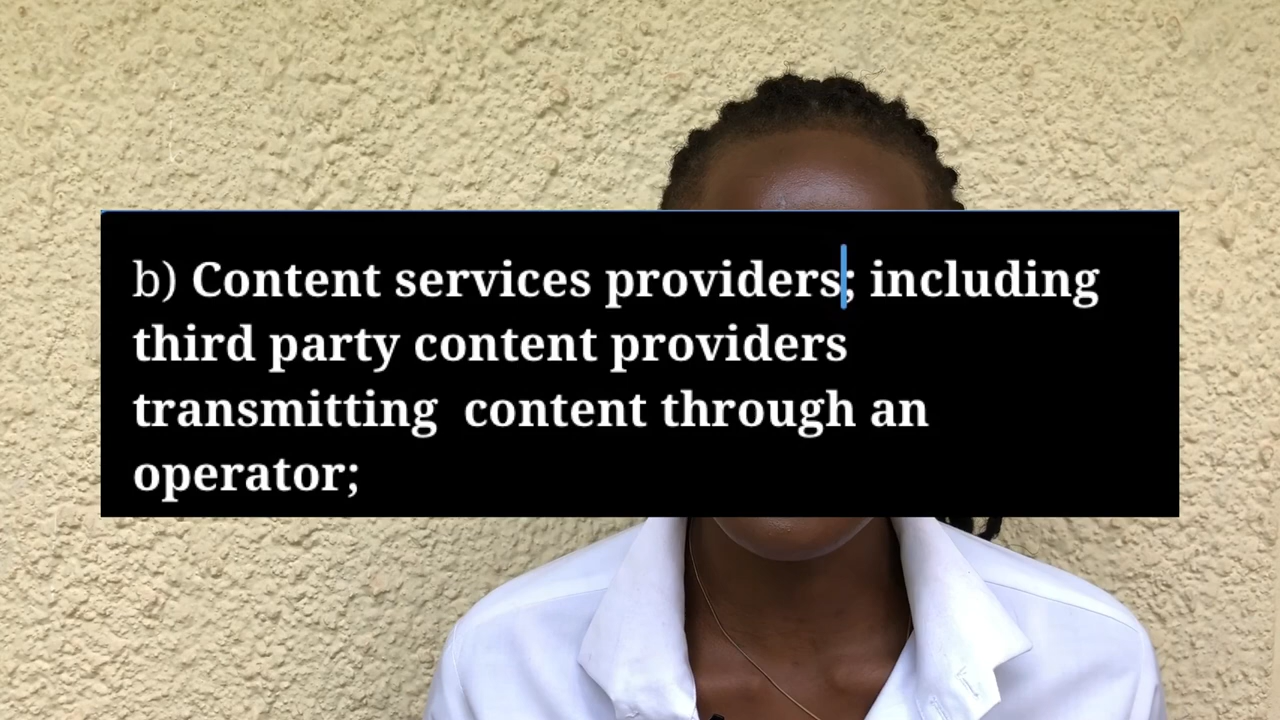 b) Content services providers; including
third party content providers
transmitting content through an
operator;